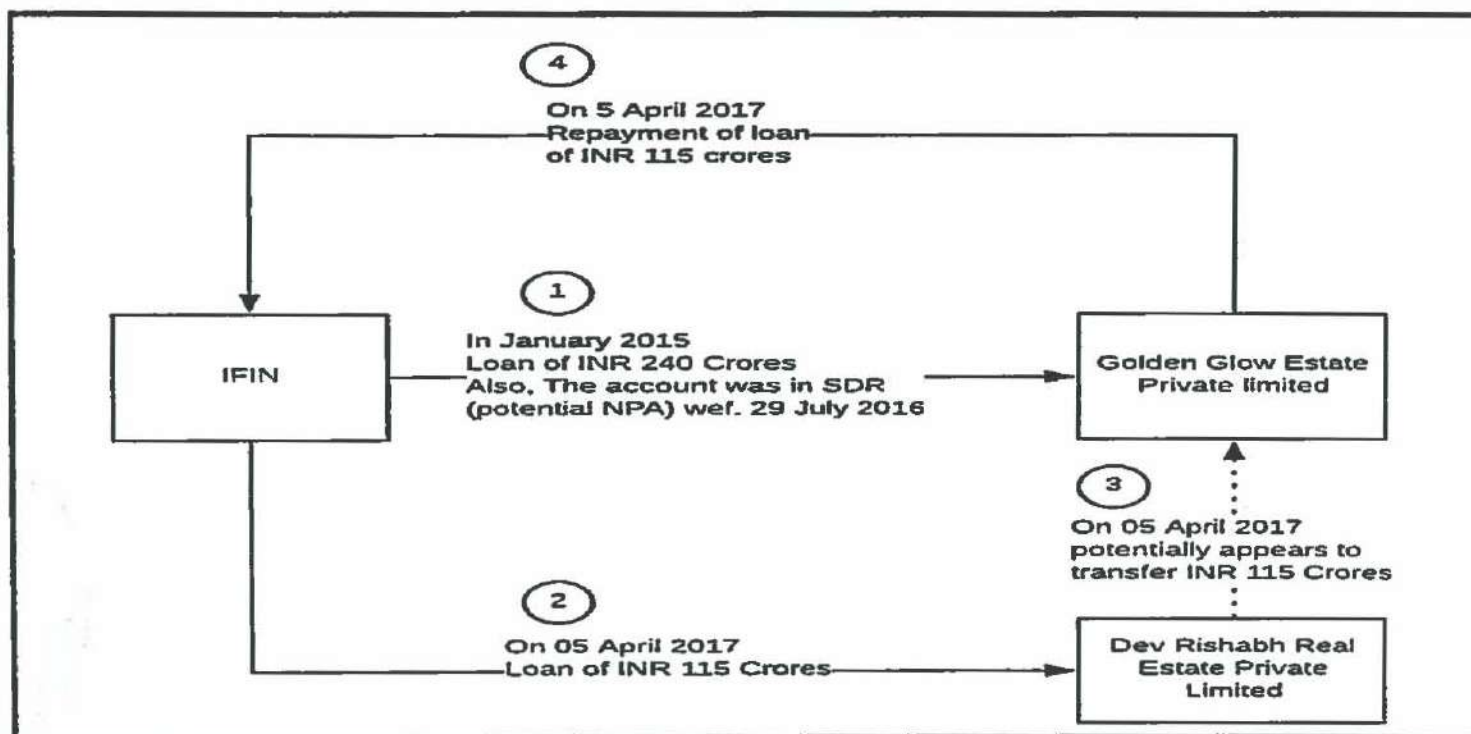 4
On 5 April 2017
Repayment of loan
of INR 115 crores
1
In January 2015
Loan of INR 240 Crores
Also, The account was in SDR
(potential NPA) wef. 29 July 2016
IFIN
Golden Glow Estate
Private limited
3
On 05 April 2017
potentially appears to
transfer INR 115 Crores
2
On 05 April 2017
Loan of INR 115 Crores
Dev Rishabh Real
Estate Private
Limited